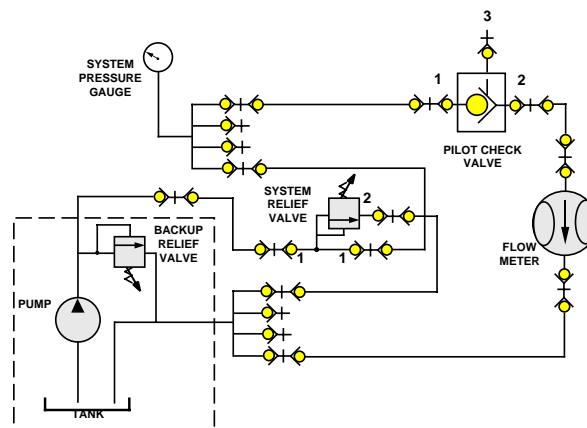 3
SYSTEM
PRESSURE
GAUGE
1
2
PILOT CHECK
VALVE
SYSTEM
RELIEF
VALVE
2
BACKUP
RELIEF
VALVE
1
1
FLOW
METER
PUMP
TANK